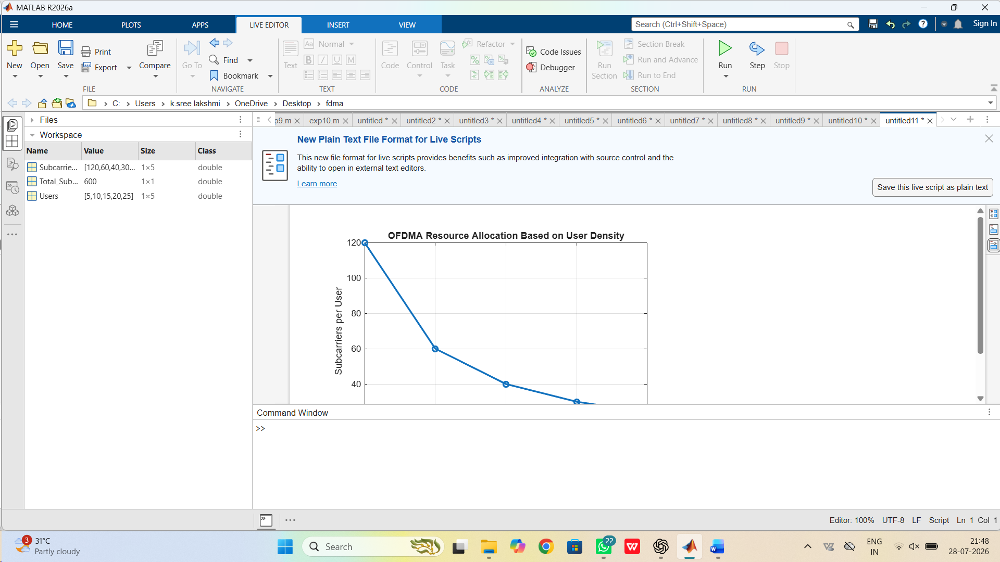 MATLAB R2026a
HOME PLOTS APPS LIVE EDITOR INSERT VIEW Search (Ctrl+Shift+Space) Sign In
New Open Save Print Export Compare
FILE
Go To Find Bookmark
NAVIGATE
Text Aa Normal B I U M
TEXT
Code Control Task Refactor
CODE
Code Issues
Debugger
ANALYZE
Run Section Section Break
Run and Advance
Run to End
SECTION
Run Step Stop
RUN
C: Users k.sree lakshmi OneDrive Desktop fdma
Files
Workspace
Name Value Size Class
Subcarrie... [120,60,40,30... 1×5 double
Total_Sub... 600 1×1 double
Users [5,10,15,20,25] 1×5 double
p9.m exp10.m untitled * untitled2 * untitled3 * untitled4 * untitled5 * untitled6 * untitled7 * untitled8 * untitled9 * untitled10 * untitled11 *
New Plain Text File Format for Live Scripts
This new file format for live scripts provides benefits such as improved integration with source control and the
ability to open in external text editors.
Learn more
Save this live script as plain text
OFDMA Resource Allocation Based on User Density
120
100
80
60
40
Subcarriers per User
Command Window
>>
Editor: 100% UTF-8 LF Script Ln 1 Col 1
3 31°C
Partly cloudy
Search
22
ENG
IN
21:48
28-07-2026